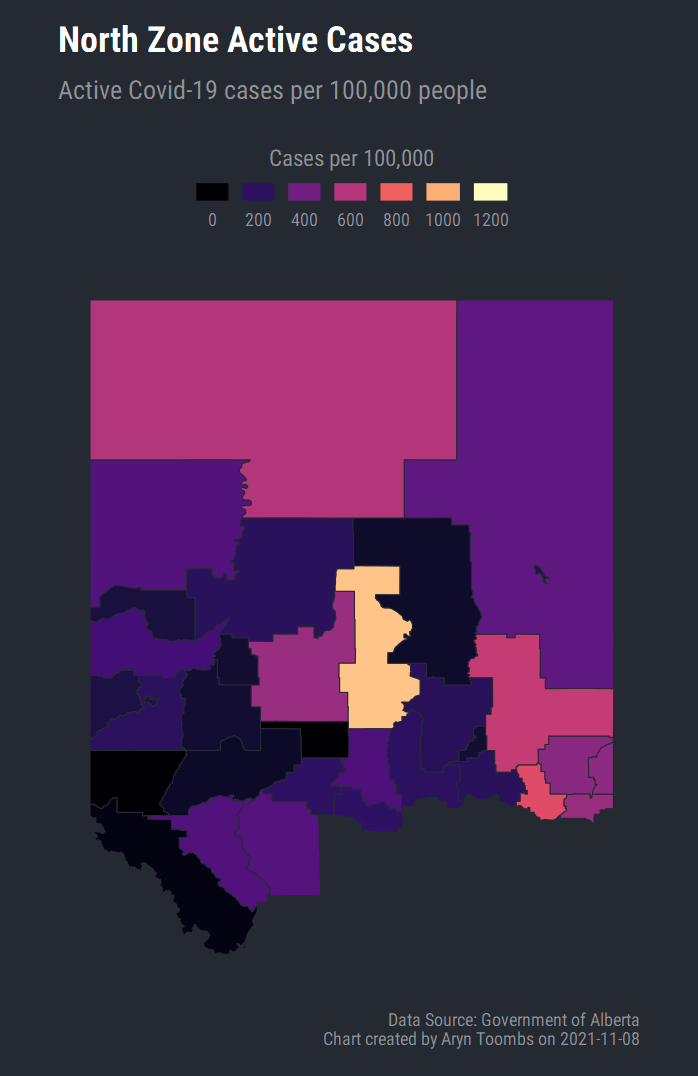 North Zone Active Cases
Active Covid-19 cases per 100,000 people
Cases per 100,000
0 200 400 600 800 1000 1200
Data Source: Government of Alberta
Chart created by Aryn Toombs on 2021-11-08